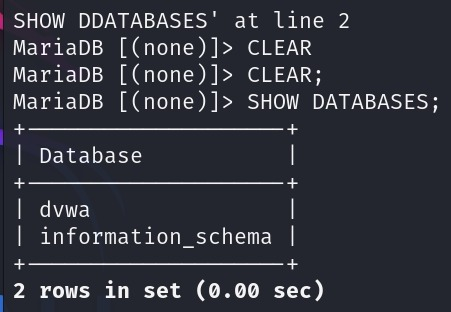 SHOW DDATABASES' at line 2
MariaDB [(none)]> CLEAR
MariaDB [(none)]> CLEAR;
MariaDB [(none)]> SHOW DATABASES;
+--------------------+
| Database           |
+--------------------+
| dvwa               |
| information_schema |
+--------------------+
2 rows in set (0.00 sec)